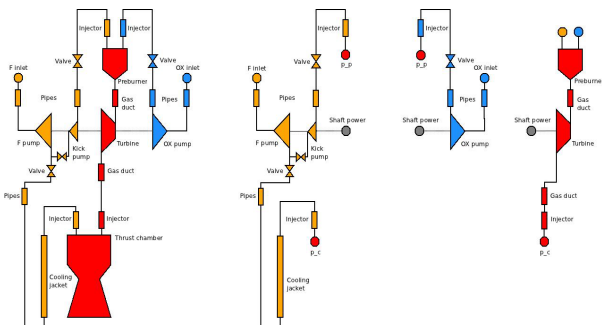 Injector
Injector
Valve
Valve
F inlet
OX inlet
Preburner
Pipes
Gas
duct
Pipes
F pump
Kick
pump
Turbine
OX pump
Valve
Gas duct
Pipes
Injector
Injector
Thrust chamber
Cooling
jacket
Injector
Valve
p_p
F inlet
Pipes
Shaft power
F pump
Kick
pump
Valve
Pipes
Injector
p_c
Cooling
jacket
Injector
Valve
p_p
OX inlet
Pipes
Shaft power
OX pump
Preburne
Gas
duct
Shaft power
Turbine
Gas duct
Injector
p_c